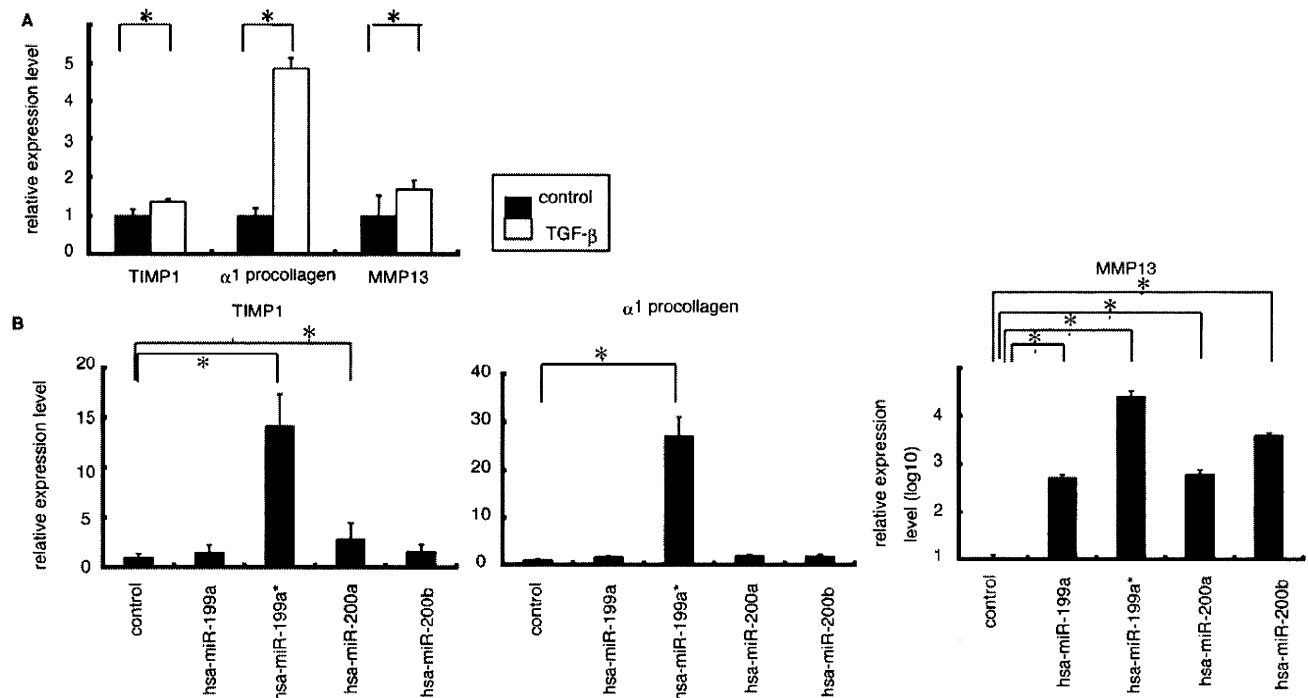 A
* * *
relative expression level
5
4
3
2
1
0
TIMP1 α1 procollagen MMP13
control
TGF-β
B
TIMP1
* *
relative expression level
20
15
10
5
0
control
hsa-miR-199a
hsa-miR-199a*
hsa-miR-200a
hsa-miR-200b
α1 procollagen
*
40
30
20
10
0
control
hsa-miR-199a
hsa-miR-199a*
hsa-miR-200a
hsa-miR-200b
MMP13
*
*
*
*
relative expression
level (log10)
4
3
2
1
control
hsa-miR-199a
hsa-miR-199a*
hsa-miR-200a
hsa-miR-200b